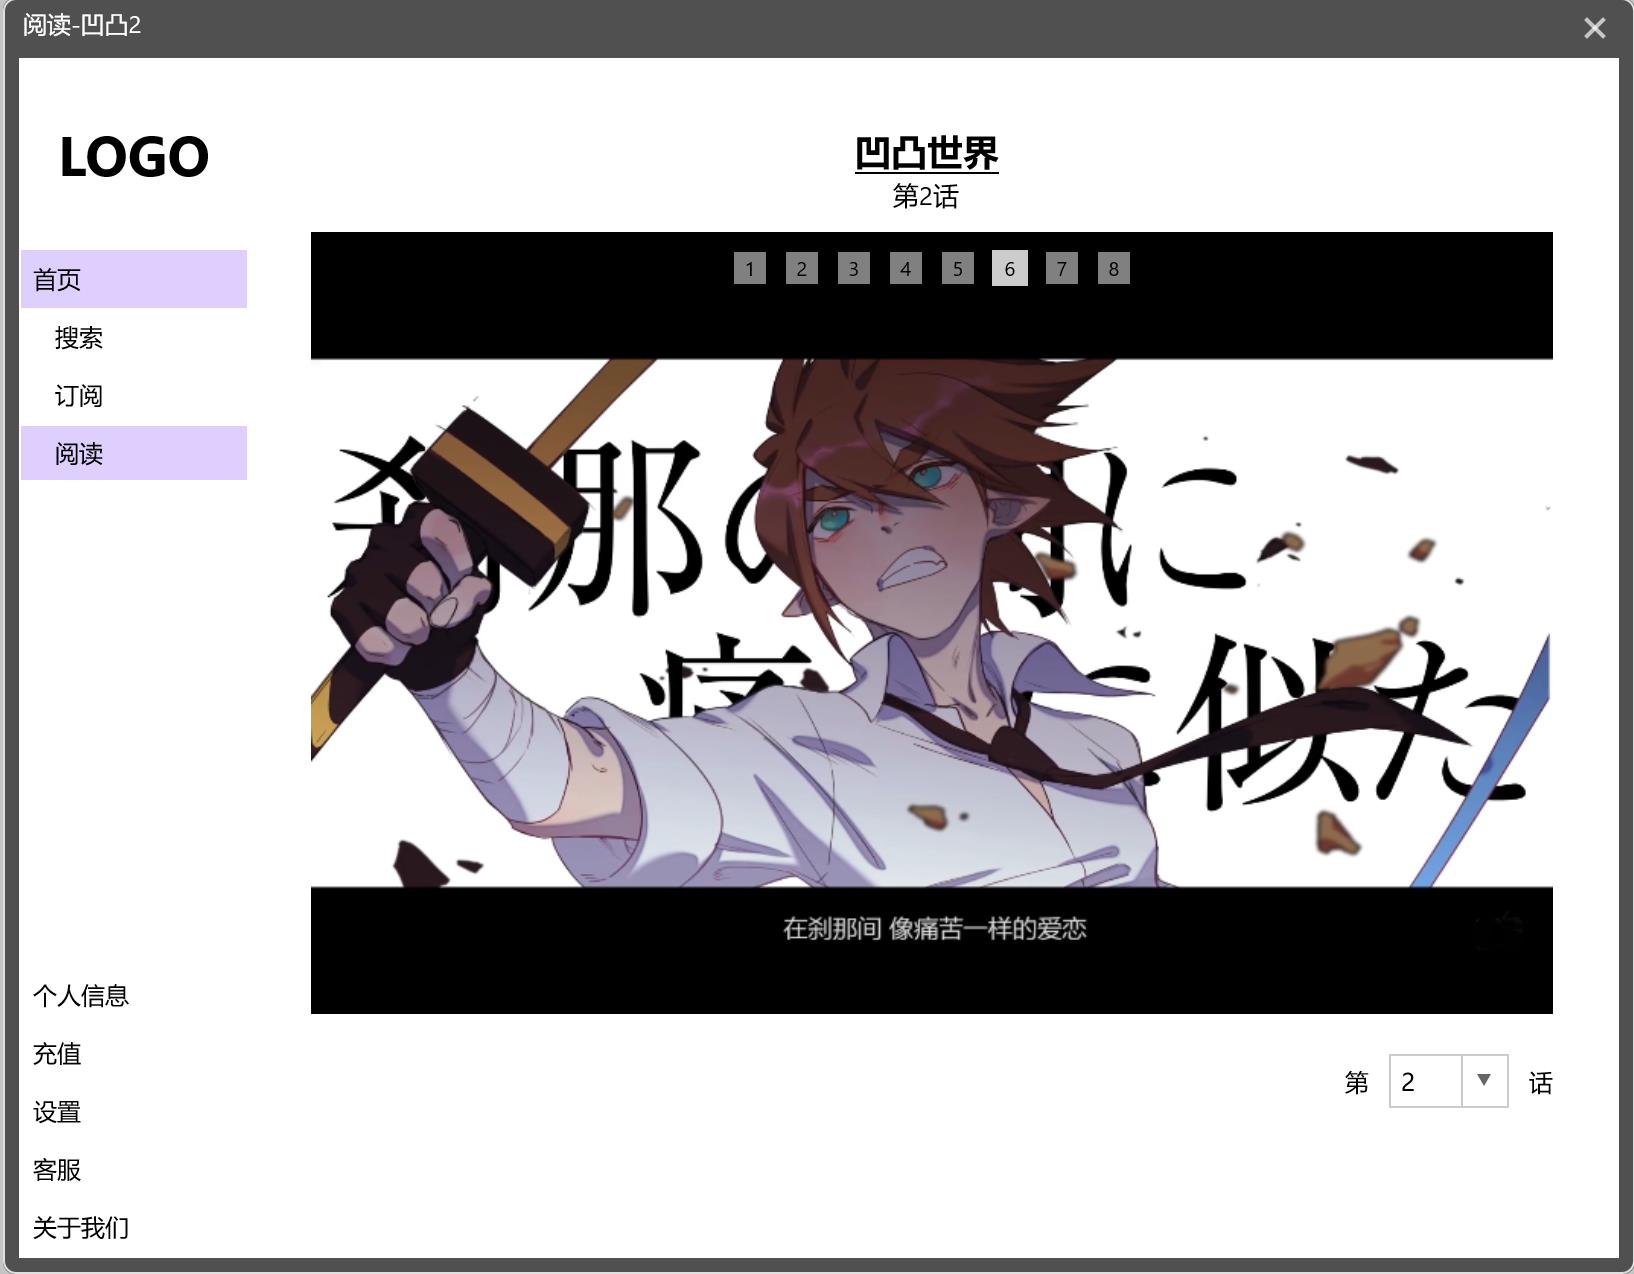 阅读-凹凸2
LOGO
凹凸世界
第2话
首页
搜索
订阅
阅读
1 2 3 4 5 6 7 8
刹那の
に
痛
に似た
在刹那间 像痛苦一样的爱恋
个人信息
充值
设置
客服
关于我们
第 2 话